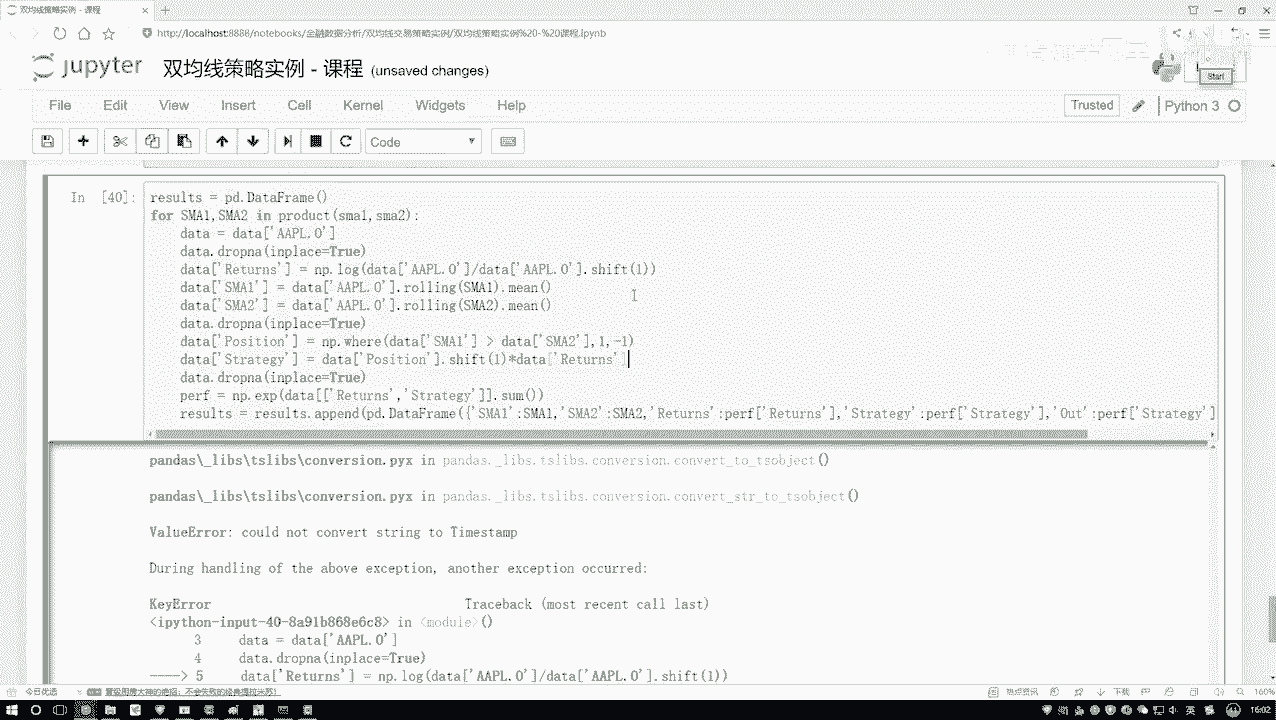 双均线策略实例 - 课程
http://localhost:8888/notebooks/金融数据分析/双均线交易策略实例/双均线策略实例%20-%20课程.ipynb
jupyter 双均线策略实例 - 课程 (unsaved changes)
Start
File Edit View Insert Cell Kernel Widgets Help
Trusted Python 3
Code
In [40]:
results = pd.DataFrame()
for SMA1,SMA2 in product(sma1,sma2):
data = data['AAPL.O']
data.dropna(inplace=True)
data['Returns'] = np.log(data['AAPL.O']/data['AAPL.O'].shift(1))
data['SMA1'] = data['AAPL.O'].rolling(SMA1).mean()
data['SMA2'] = data['AAPL.O'].rolling(SMA2).mean()
data.dropna(inplace=True)
data['Position'] = np.where(data['SMA1'] > data['SMA2'],1,-1)
data['Strategy'] = data['Position'].shift(1)*data['Returns']
data.dropna(inplace=True)
perf = np.exp(data[['Returns','Strategy']].sum())
results = results.append(pd.DataFrame({'SMA1':SMA1,'SMA2':SMA2,'Returns':perf['Returns'],'Strategy':perf['Strategy'],'Out':perf['Strategy']
pandas\_libs\tslibs\conversion.pyx in pandas._libs.tslibs.conversion.convert_to_tsobject()
pandas\_libs\tslibs\conversion.pyx in pandas._libs.tslibs.conversion.convert_str_to_tsobject()
ValueError: could not convert string to Timestamp
During handling of the above exception, another exception occurred:
KeyError Traceback (most recent call last)
<ipython-input-40-8a91b868e6c8> in <module>()
3 data = data['AAPL.O']
4 data.dropna(inplace=True)
----> 5 data['Returns'] = np.log(data['AAPL.O']/data['AAPL.O'].shift(1))
今日优选
热点资讯
下载
160%
16:02